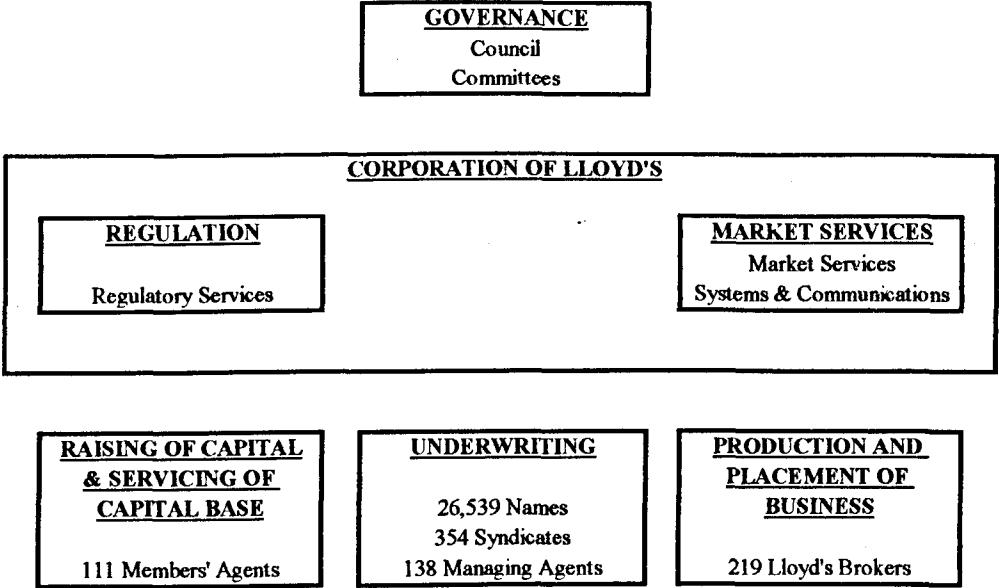 GOVERNANCE
Council
Committees
CORPORATION OF LLOYD'S
REGULATION
Regulatory Services
MARKET SERVICES
Market Services
Systems & Communications
RAISING OF CAPITAL
& SERVICING OF
CAPITAL BASE
111 Members' Agents
UNDERWRITING
26,539 Names
354 Syndicates
138 Managing Agents
PRODUCTION AND
PLACEMENT OF
BUSINESS
219 Lloyd's Brokers